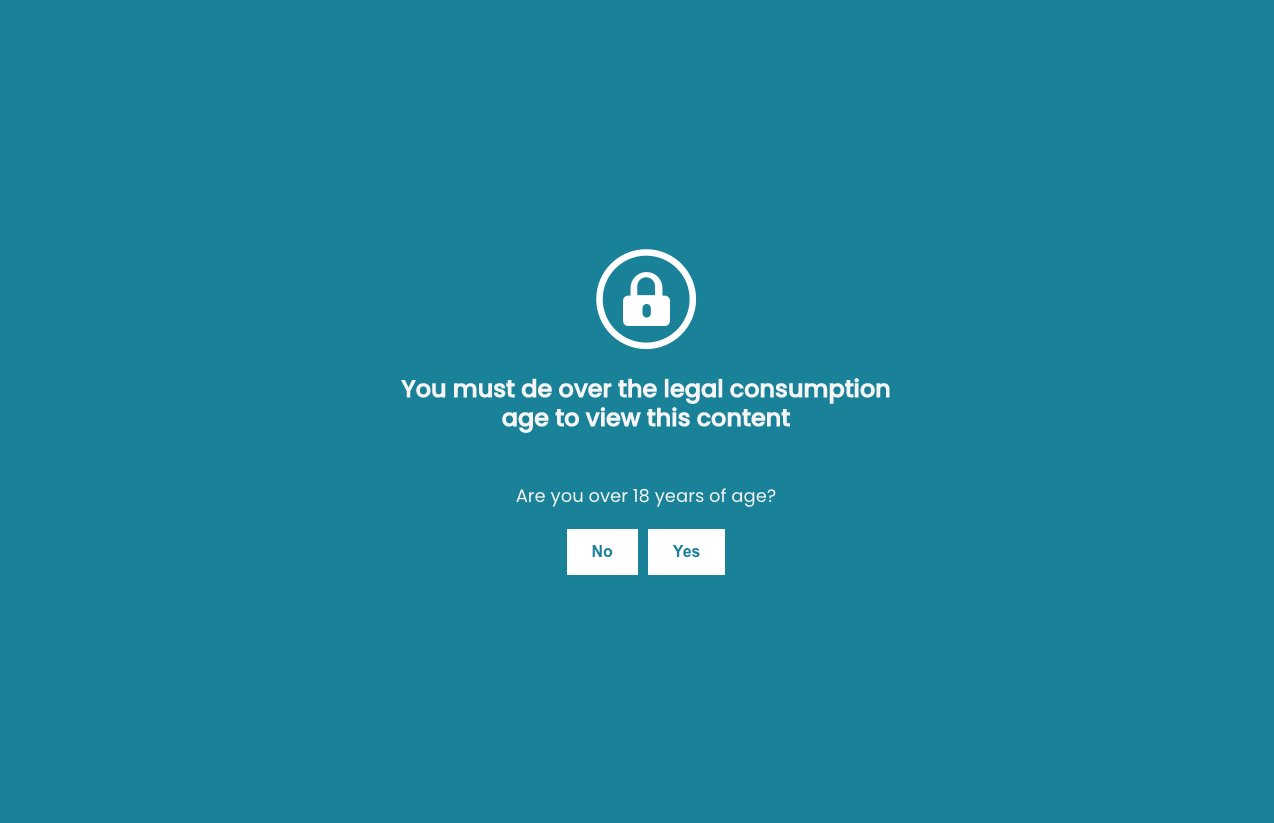 You must de over the legal consumption
age to view this content
Are you over 18 years of age?
No
Yes